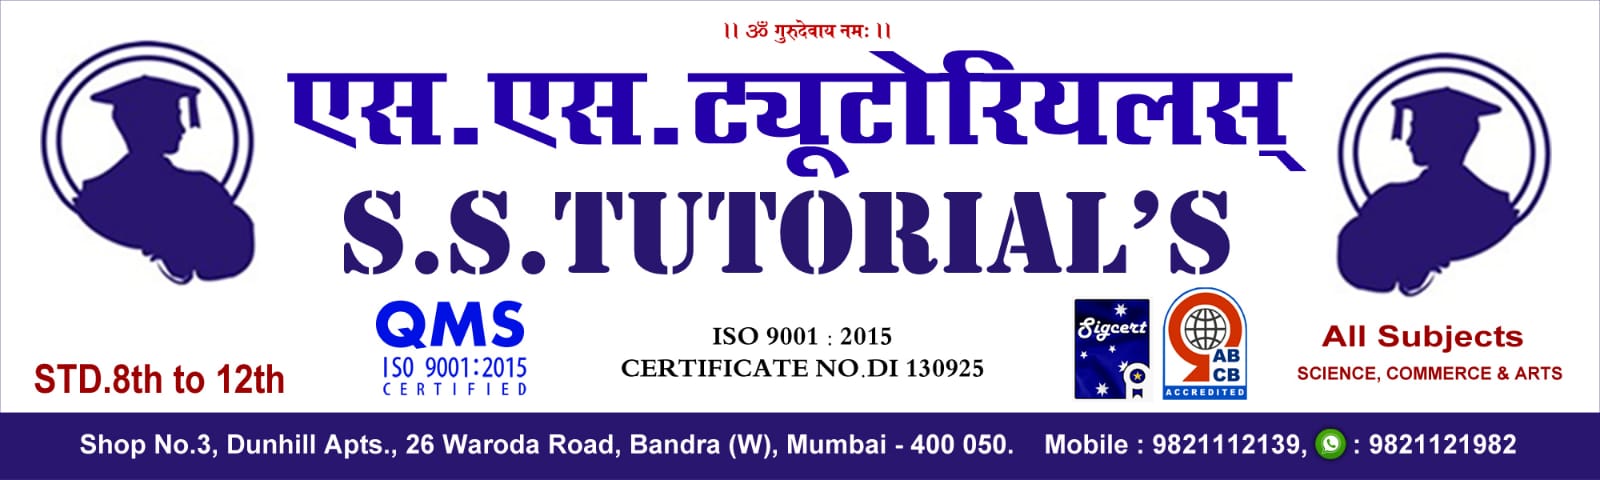 ।। ॐ गुरुदेवाय नमः ।।
एस.एस.ट्यूटोरियलस्
S.S.TUTORIAL'S
QMS
ISO 9001:2015
CERTIFIED
ISO 9001 : 2015
CERTIFICATE NO.DI 130925
Sigcert
AB
CB
ACCREDITED
STD.8th to 12th
All Subjects
SCIENCE, COMMERCE & ARTS
Shop No.3, Dunhill Apts., 26 Waroda Road, Bandra (W), Mumbai - 400 050. Mobile : 9821112139, : 9821121982